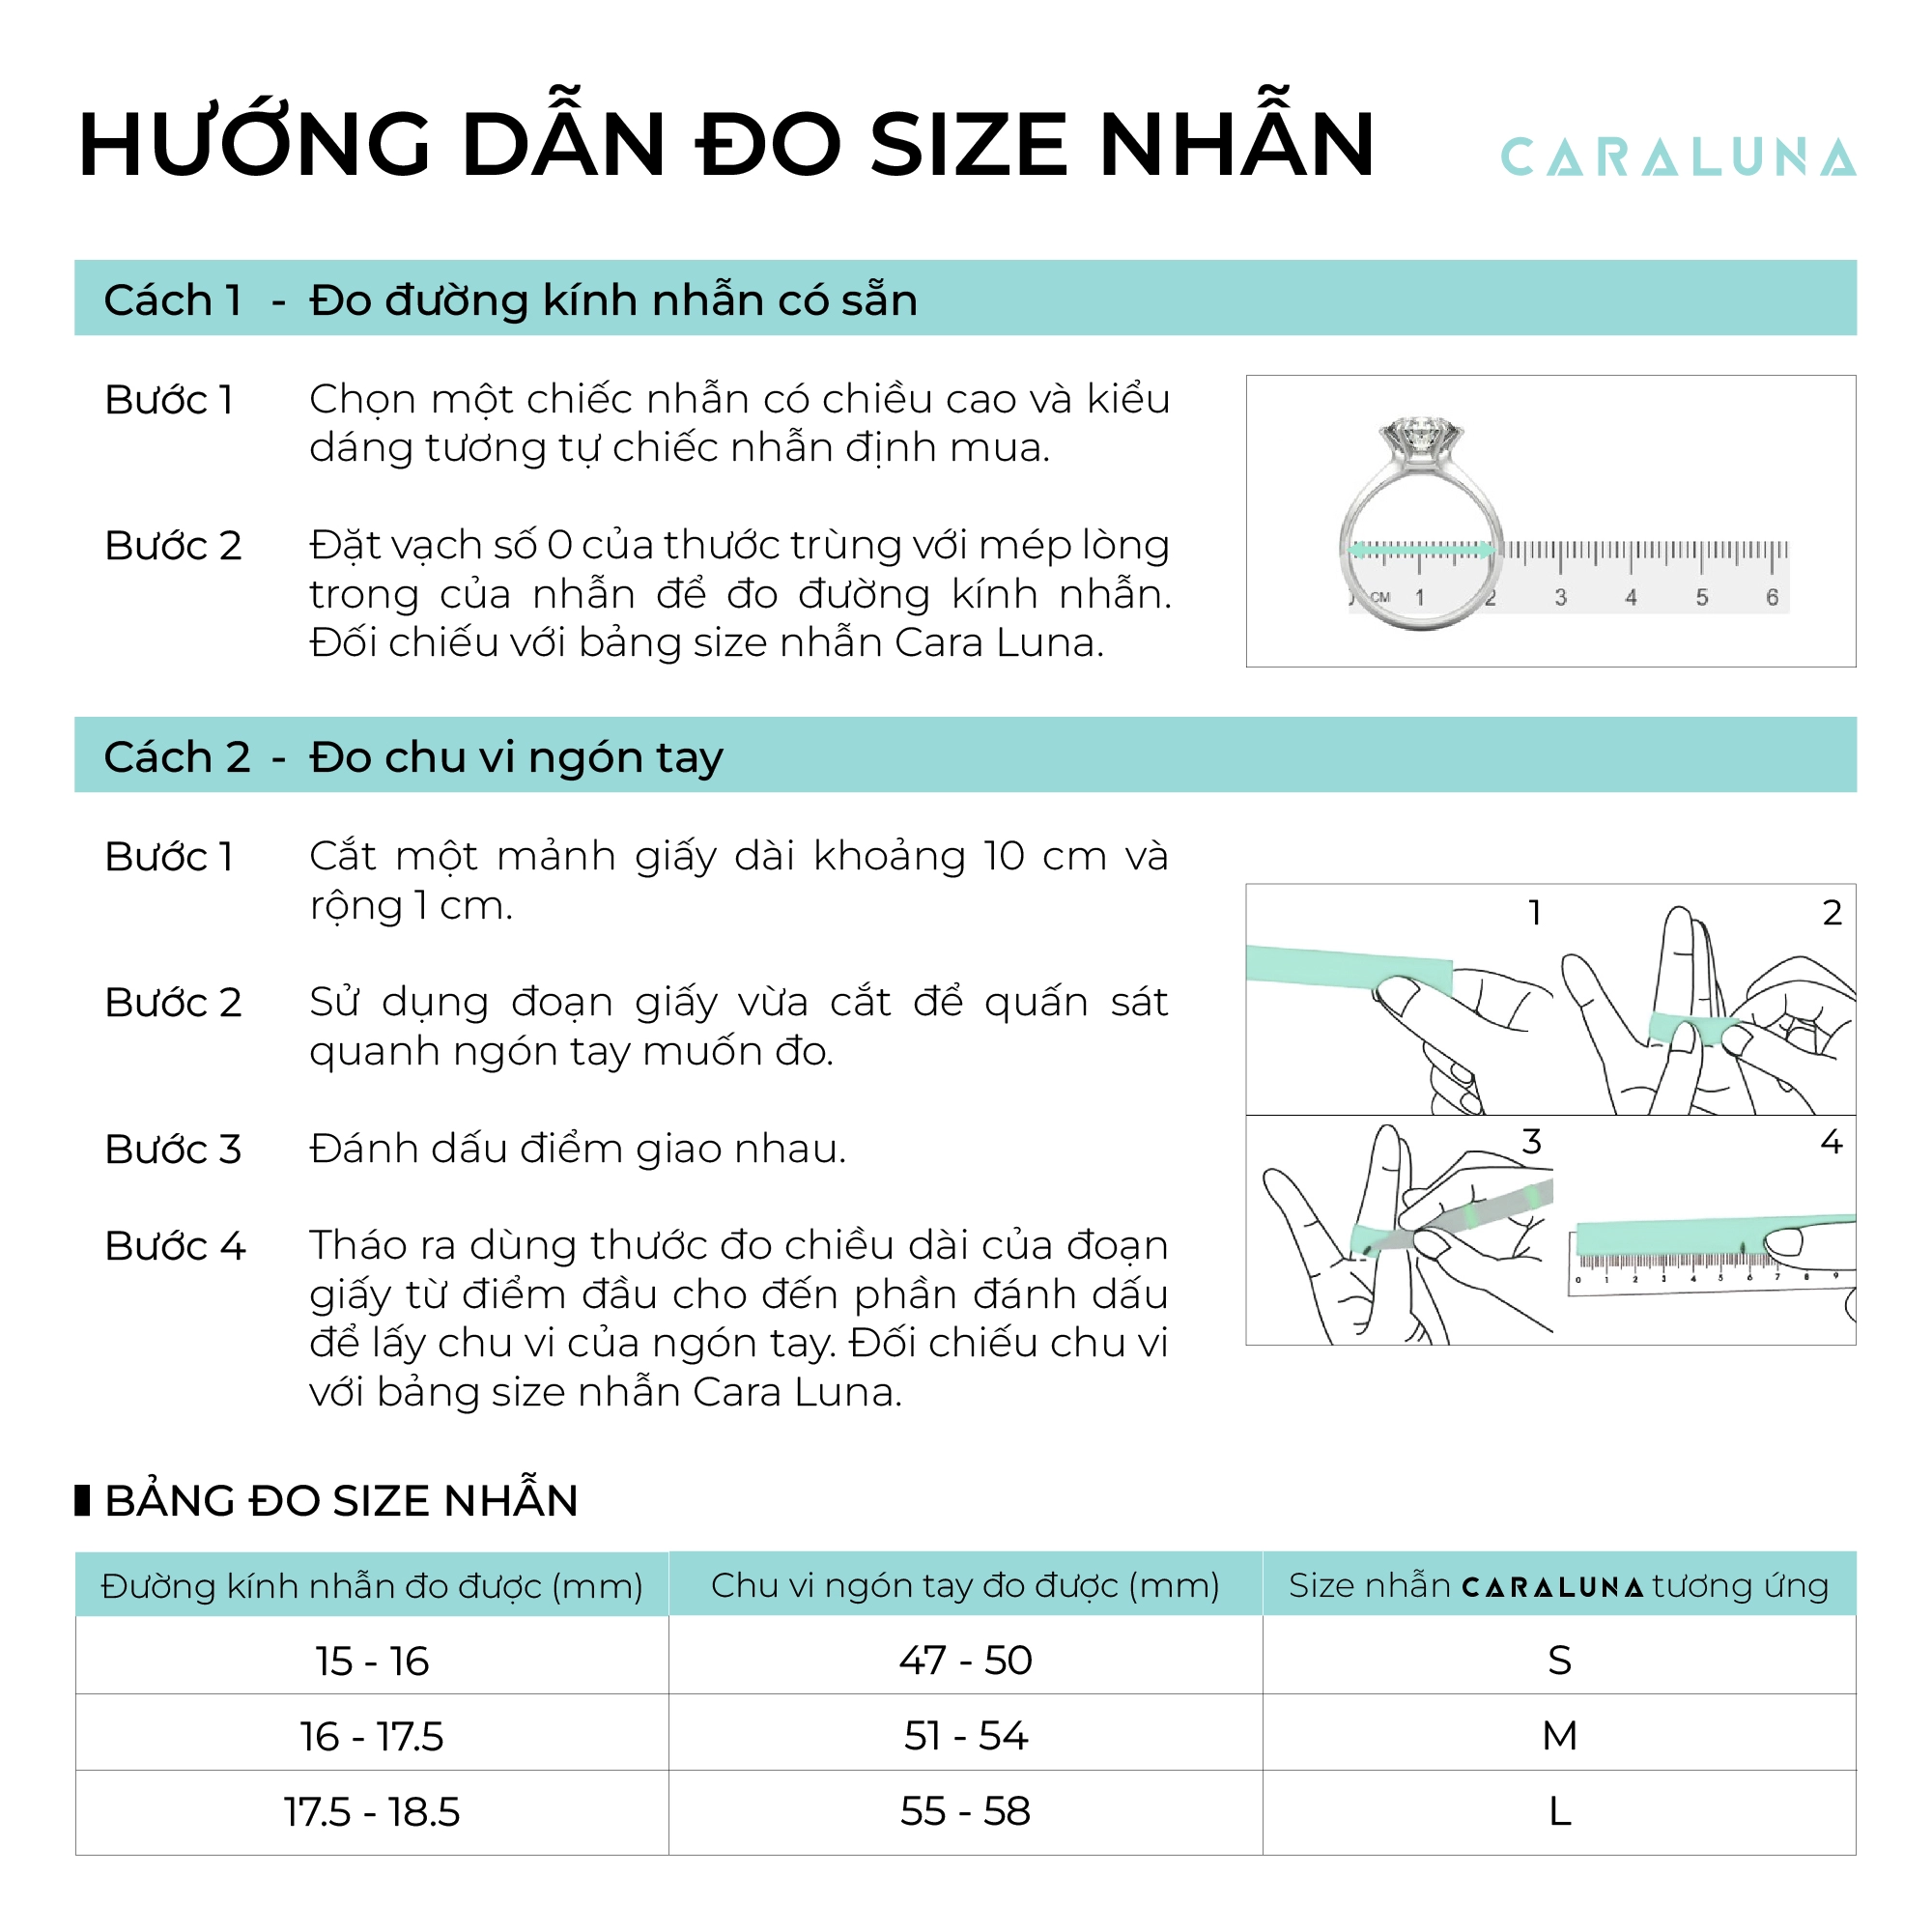 HƯỚNG DẪN ĐO SIZE NHẪN
CARALUNA
Cách 1 - Đo đường kính nhẫn có sẵn
Bước 1
Chọn một chiếc nhẫn có chiều cao và kiểu
dáng tương tự chiếc nhẫn định mua.
Bước 2
Đặt vạch số 0 của thước trùng với mép lòng
trong của nhẫn để đo đường kính nhẫn.
Đối chiếu với bảng size nhẫn Cara Luna.
CM 1 2 3 4 5 6
Cách 2 - Đo chu vi ngón tay
Bước 1
Cắt một mảnh giấy dài khoảng 10 cm và
rộng 1 cm.
Bước 2
Sử dụng đoạn giấy vừa cắt để quấn sát
quanh ngón tay muốn đo.
Bước 3
Đánh dấu điểm giao nhau.
Bước 4
Tháo ra dùng thước đo chiều dài của đoạn
giấy từ điểm đầu cho đến phần đánh dấu
để lấy chu vi của ngón tay. Đối chiếu chu vi
với bảng size nhẫn Cara Luna.
1 2
3 4
0 1 2 3 4 5 6 7 8 9
BẢNG ĐO SIZE NHẪN
Đường kính nhẫn đo được (mm) Chu vi ngón tay đo được (mm) Size nhẫn CARALUNA tương ứng
15 - 16 47 - 50 S
16 - 17.5 51 - 54 M
17.5 - 18.5 55 - 58 L